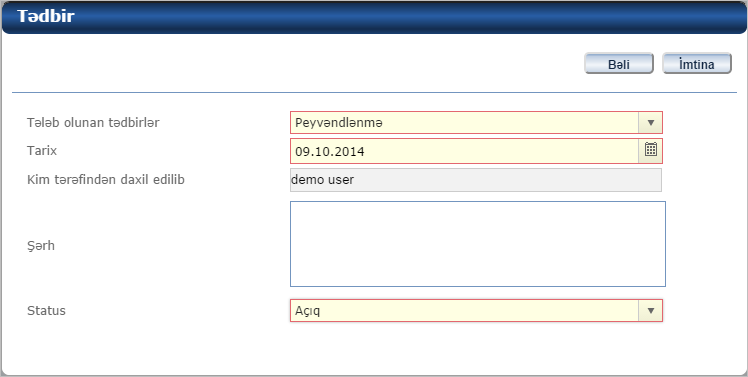 Tədbir
Bəli İmtina
Tələb olunan tədbirlər Peyvəndlənmə
Tarix 09.10.2014
Kim tərəfindən daxil edilib demo user
Şərh
Status Açıq